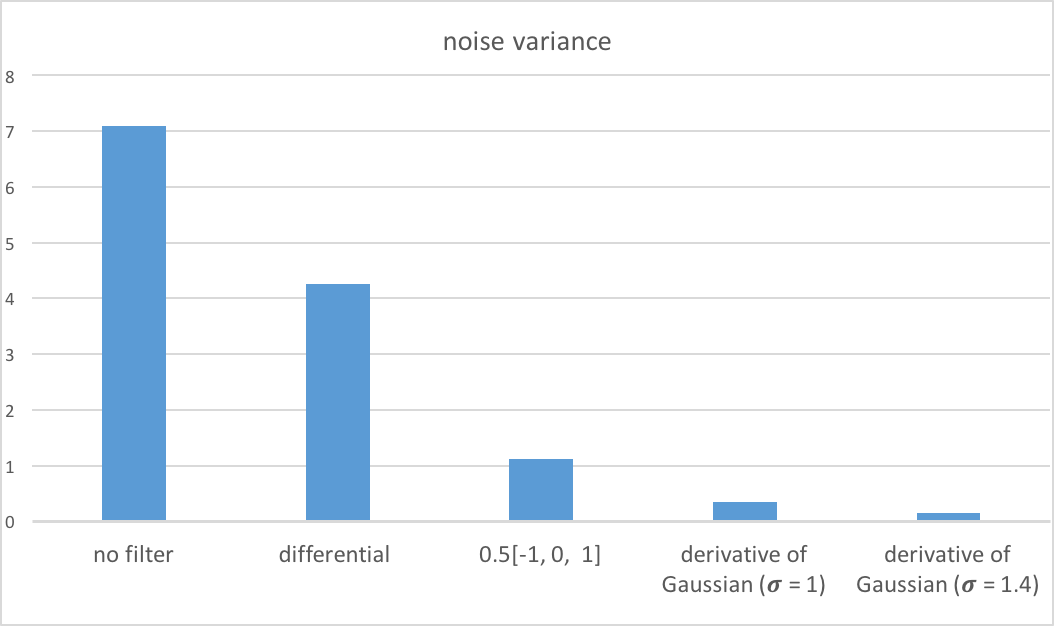 noise variance
8
7
6
5
4
3
2
1
0
no filter
differential
0.5[-1, 0, 1]
derivative of
Gaussian (σ = 1)
derivative of
Gaussian (σ = 1.4)